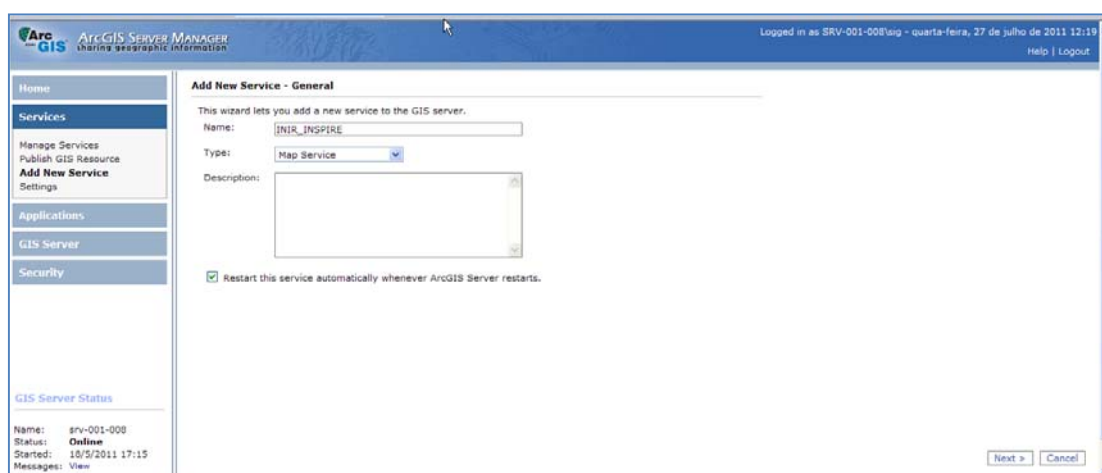 ArcGIS
ArcGIS Server Manager
sharing geographic information
Logged in as SRV-001-008\sig - quarta-feira, 27 de julho de 2011 12:19
Help | Logout
Home
Services
Manage Services
Publish GIS Resource
Add New Service
Settings
Applications
GIS Server
Security
GIS Server Status
Name: srv-001-008
Status: Online
Started: 18/5/2011 17:15
Messages: View
Add New Service - General
This wizard lets you add a new service to the GIS server.
Name: INIR_INSPIRE
Type: Map Service
Description:
Restart this service automatically whenever ArcGIS Server restarts.
Next > Cancel